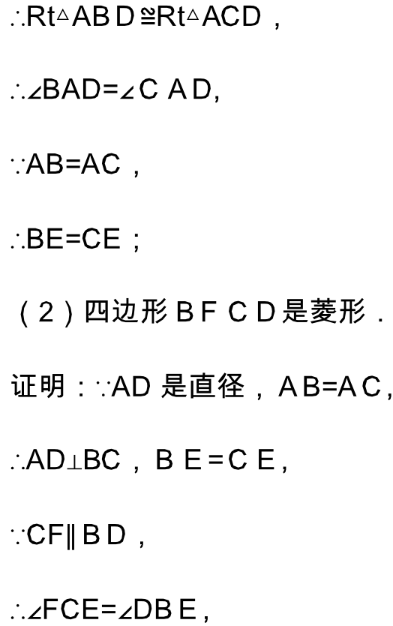 ∴Rt△ABD≌Rt△ACD，
∴∠BAD=∠CAD,
∵AB=AC，
∴BE=CE；
（2）四边形BFCD是菱形．
证明：∵AD是直径，AB=AC,
∴AD⊥BC，BE=CE,
∵CF∥BD，
∴∠FCE=∠DBE,